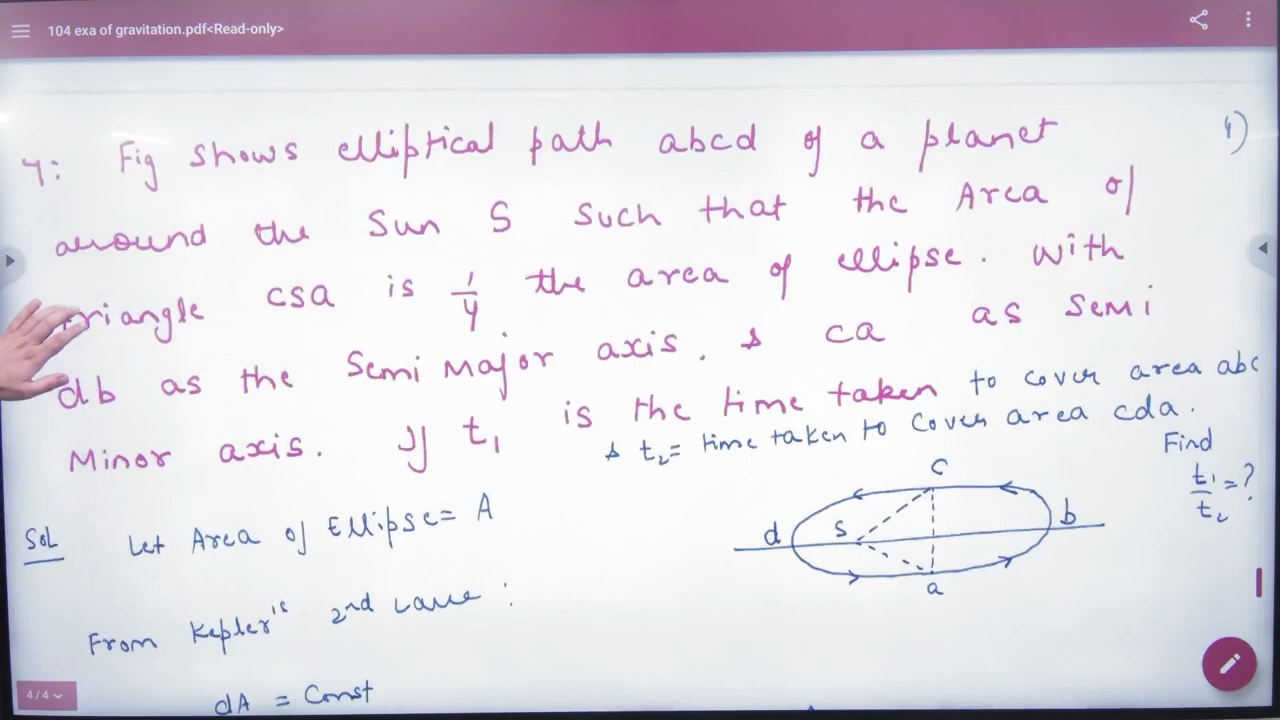 104 exa of gravitation.pdf<Read-only>
4: Fig shows elliptical path abcd of a planet
1)
around the Sun S Such that the Area of
triangle csa is 1/4 the area of ellipse. With
db as the Semi Major axis. & ca as Semi
Minor axis. If t1 is the time taken to cover area abc
& t2= time taken to Cover area cda.
Find
t1/t2=?
Sol Let Area of Ellipse= A
c
d S b
a
From Kepler's 2nd Lawe :
dA = Const
4/4